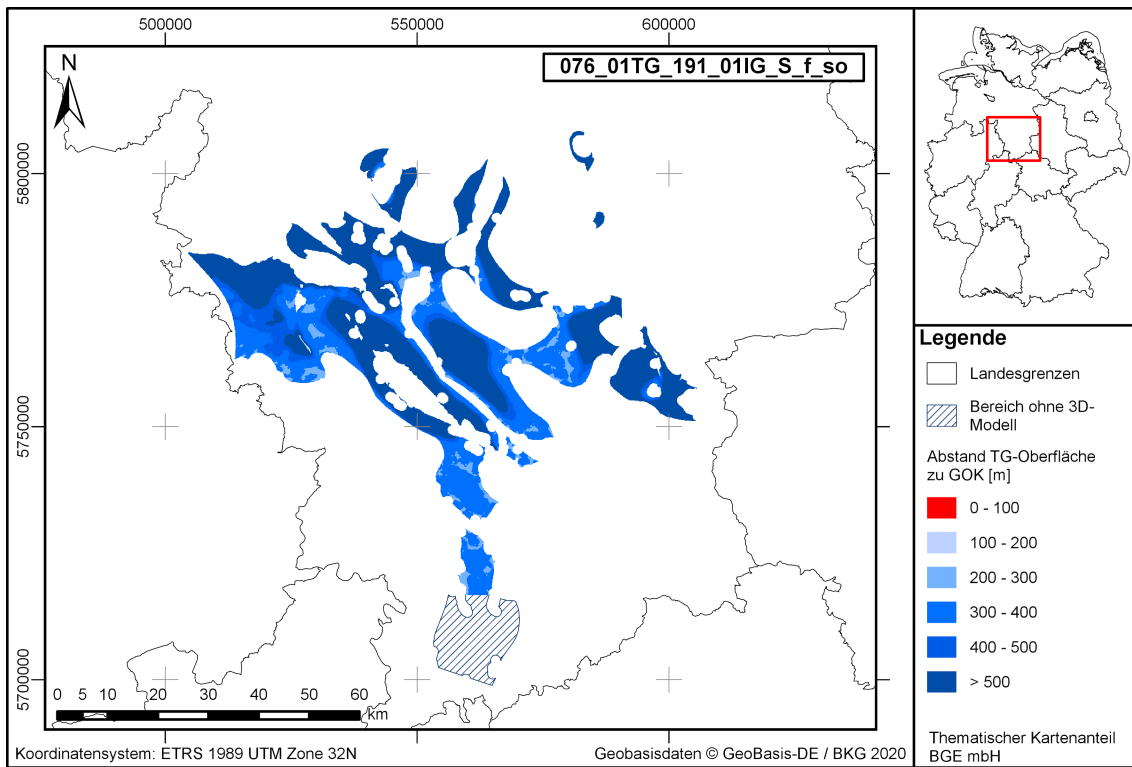 500000 550000 600000
076_01TG_191_01IG_S_f_so
N
5800000
5750000
5700000
0 5 10 20 30 40 50 60
km
Koordinatensystem: ETRS 1989 UTM Zone 32N
Geobasisdaten © GeoBasis-DE / BKG 2020
Legende
Landesgrenzen
Bereich ohne 3D-
Modell
Abstand TG-Oberfläche
zu GOK [m]
0 - 100
100 - 200
200 - 300
300 - 400
400 - 500
> 500
Thematischer Kartenanteil
BGE mbH